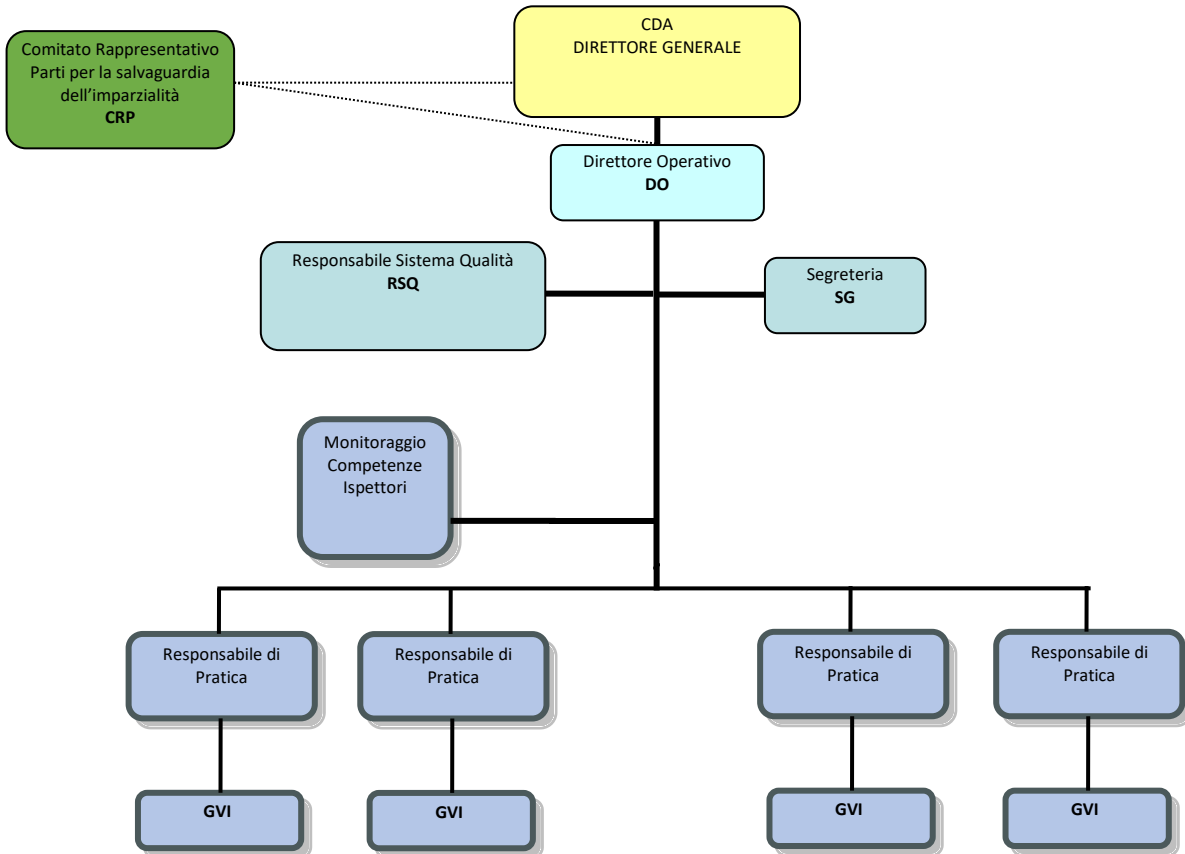 CDA
DIRETTORE GENERALE
Comitato Rappresentativo
Parti per la salvaguardia
dell’imparzialità
CRP
Direttore Operativo
DO
Responsabile Sistema Qualità
RSQ
Segreteria
SG
Monitoraggio
Competenze
Ispettori
Responsabile di
Pratica
Responsabile di
Pratica
Responsabile di
Pratica
Responsabile di
Pratica
GVI
GVI
GVI
GVI